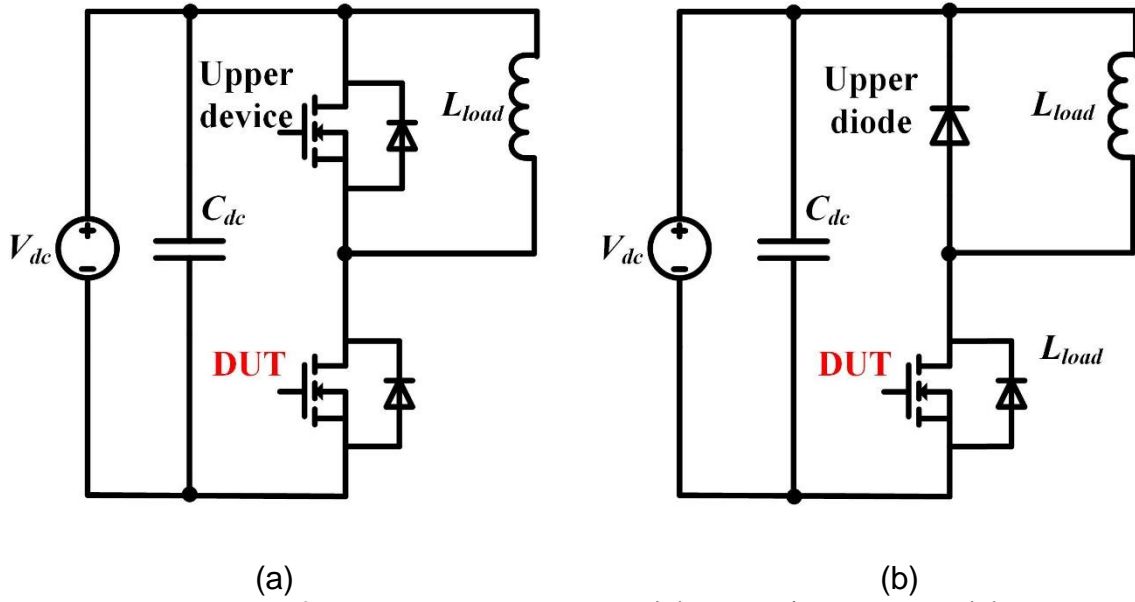 Upper
device
L_load
C_dc
V_dc
+
-
DUT
(a)
Upper
diode
L_load
C_dc
V_dc
+
-
DUT
L_load
(b)